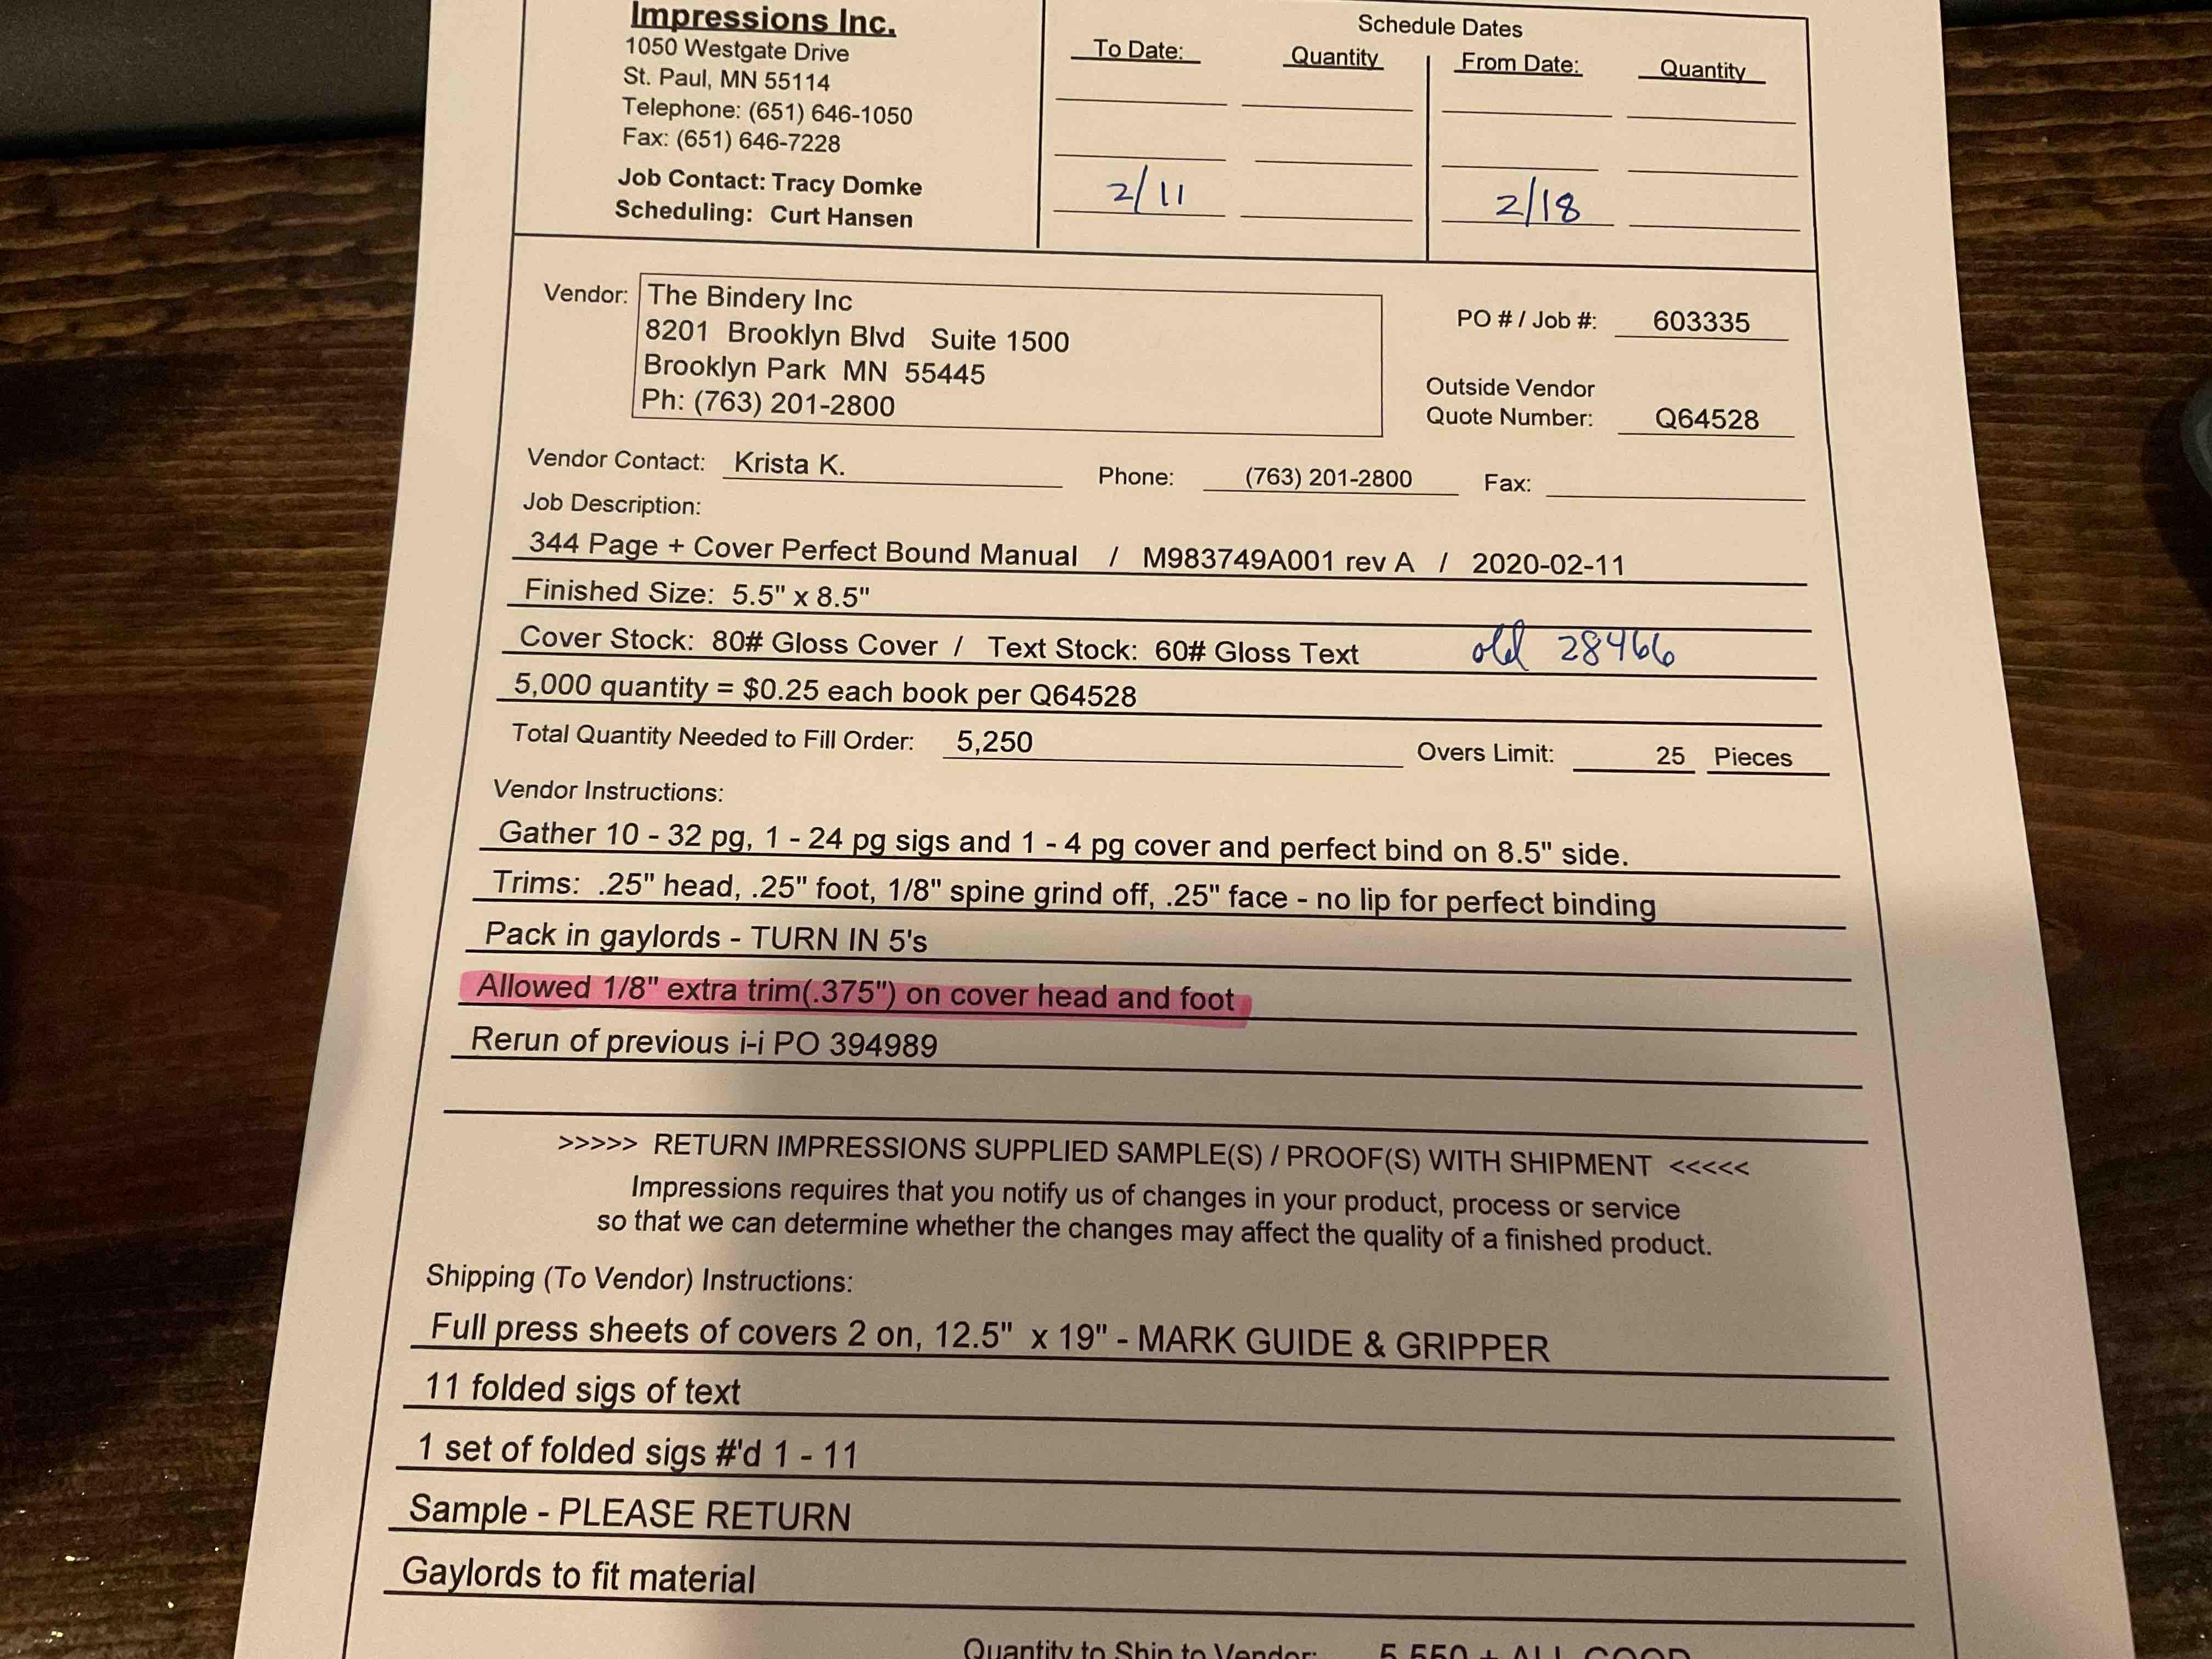 Impressions Inc.
1050 Westgate Drive
St. Paul, MN 55114
Telephone: (651) 646-1050
Fax: (651) 646-7228
Job Contact: Tracy Domke
Scheduling: Curt Hansen
Schedule Dates
To Date: Quantity From Date: Quantity
2/11 2/18
Vendor: The Bindery Inc
8201 Brooklyn Blvd Suite 1500
Brooklyn Park MN 55445
Ph: (763) 201-2800
PO # / Job #: 603335
Outside Vendor
Quote Number: Q64528
Vendor Contact: Krista K. Phone: (763) 201-2800 Fax:
Job Description:
344 Page + Cover Perfect Bound Manual / M983749A001 rev A / 2020-02-11
Finished Size: 5.5" x 8.5"
Cover Stock: 80# Gloss Cover / Text Stock: 60# Gloss Text old 28466
5,000 quantity = $0.25 each book per Q64528
Total Quantity Needed to Fill Order: 5,250 Overs Limit: 25 Pieces
Vendor Instructions:
Gather 10 - 32 pg, 1 - 24 pg sigs and 1 - 4 pg cover and perfect bind on 8.5" side.
Trims: .25" head, .25" foot, 1/8" spine grind off, .25" face - no lip for perfect binding
Pack in gaylords - TURN IN 5's
Allowed 1/8" extra trim(.375") on cover head and foot
Rerun of previous i-i PO 394989
>>>>> RETURN IMPRESSIONS SUPPLIED SAMPLE(S) / PROOF(S) WITH SHIPMENT <<<<<
Impressions requires that you notify us of changes in your product, process or service
so that we can determine whether the changes may affect the quality of a finished product.
Shipping (To Vendor) Instructions:
Full press sheets of covers 2 on, 12.5" x 19" - MARK GUIDE & GRIPPER
11 folded sigs of text
1 set of folded sigs #'d 1 - 11
Sample - PLEASE RETURN
Gaylords to fit material
Quantity to Ship to Vendor: 5,550 + ALL GOOD